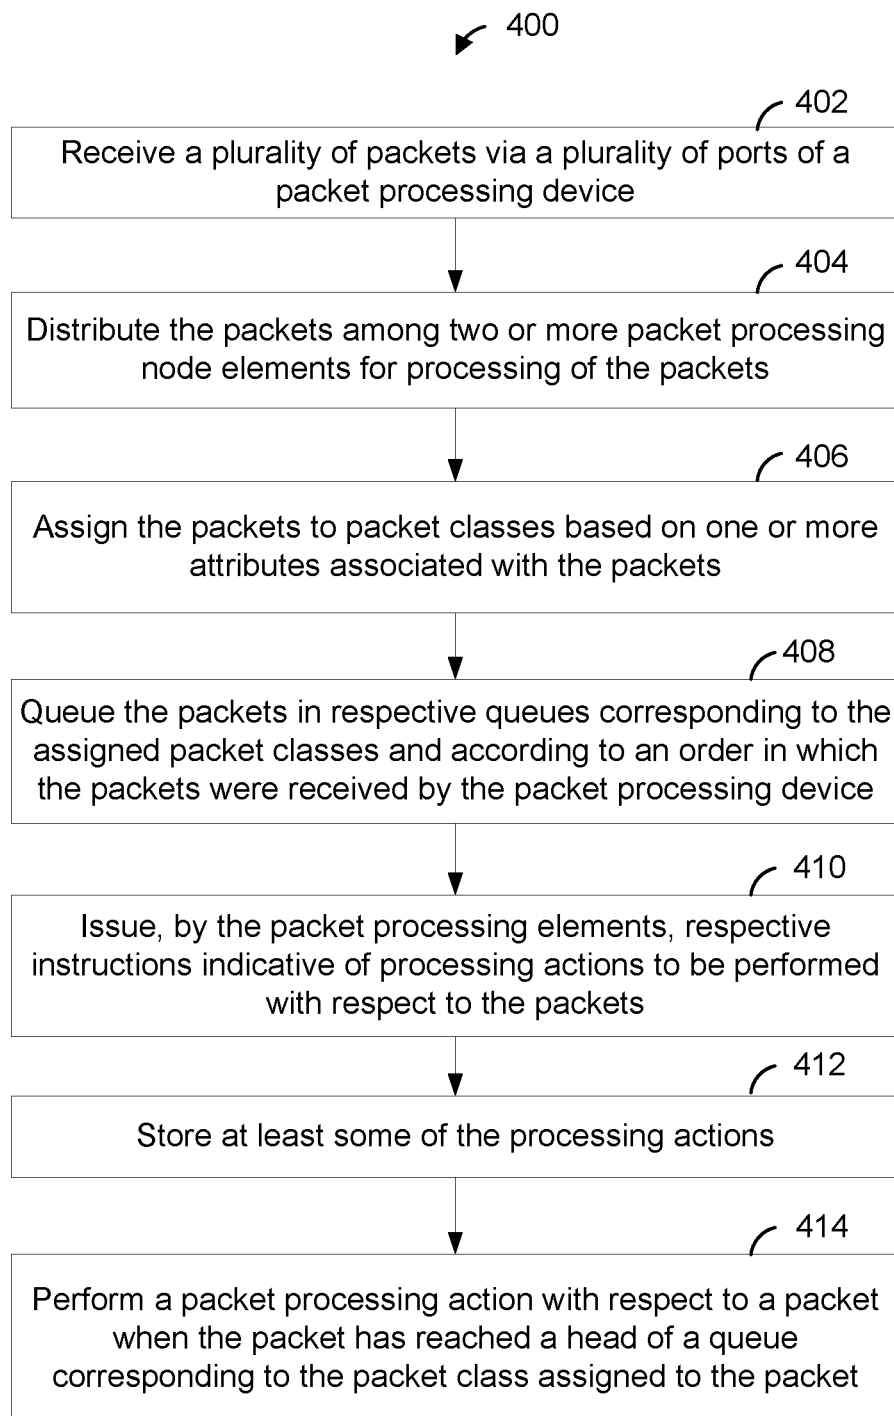 400
402
Receive a plurality of packets via a plurality of ports of a
packet processing device
404
Distribute the packets among two or more packet processing
node elements for processing of the packets
406
Assign the packets to packet classes based on one or more
attributes associated with the packets
408
Queue the packets in respective queues corresponding to the
assigned packet classes and according to an order in which
the packets were received by the packet processing device
410
Issue, by the packet processing elements, respective
instructions indicative of processing actions to be performed
with respect to the packets
412
Store at least some of the processing actions
414
Perform a packet processing action with respect to a packet
when the packet has reached a head of a queue
corresponding to the packet class assigned to the packet